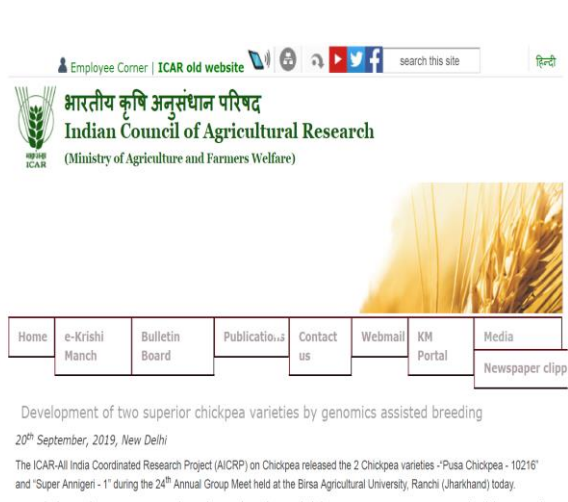 Employee Corner | ICAR old website
search this site
हिन्दी
भारतीय कृषि अनुसंधान परिषद
Indian Council of Agricultural Research
(Ministry of Agriculture and Farmers Welfare)
ICAR
Home e-Krishi Manch Bulletin Board Publications Contact us Webmail KM Portal Media
Newspaper clipp
Development of two superior chickpea varieties by genomics assisted breeding
20th September, 2019, New Delhi
The ICAR-All India Coordinated Research Project (AICRP) on Chickpea released the 2 Chickpea varieties -"Pusa Chickpea - 10216"
and "Super Annigeri - 1" during the 24th Annual Group Meet held at the Birsa Agricultural University, Ranchi (Jharkhand) today.